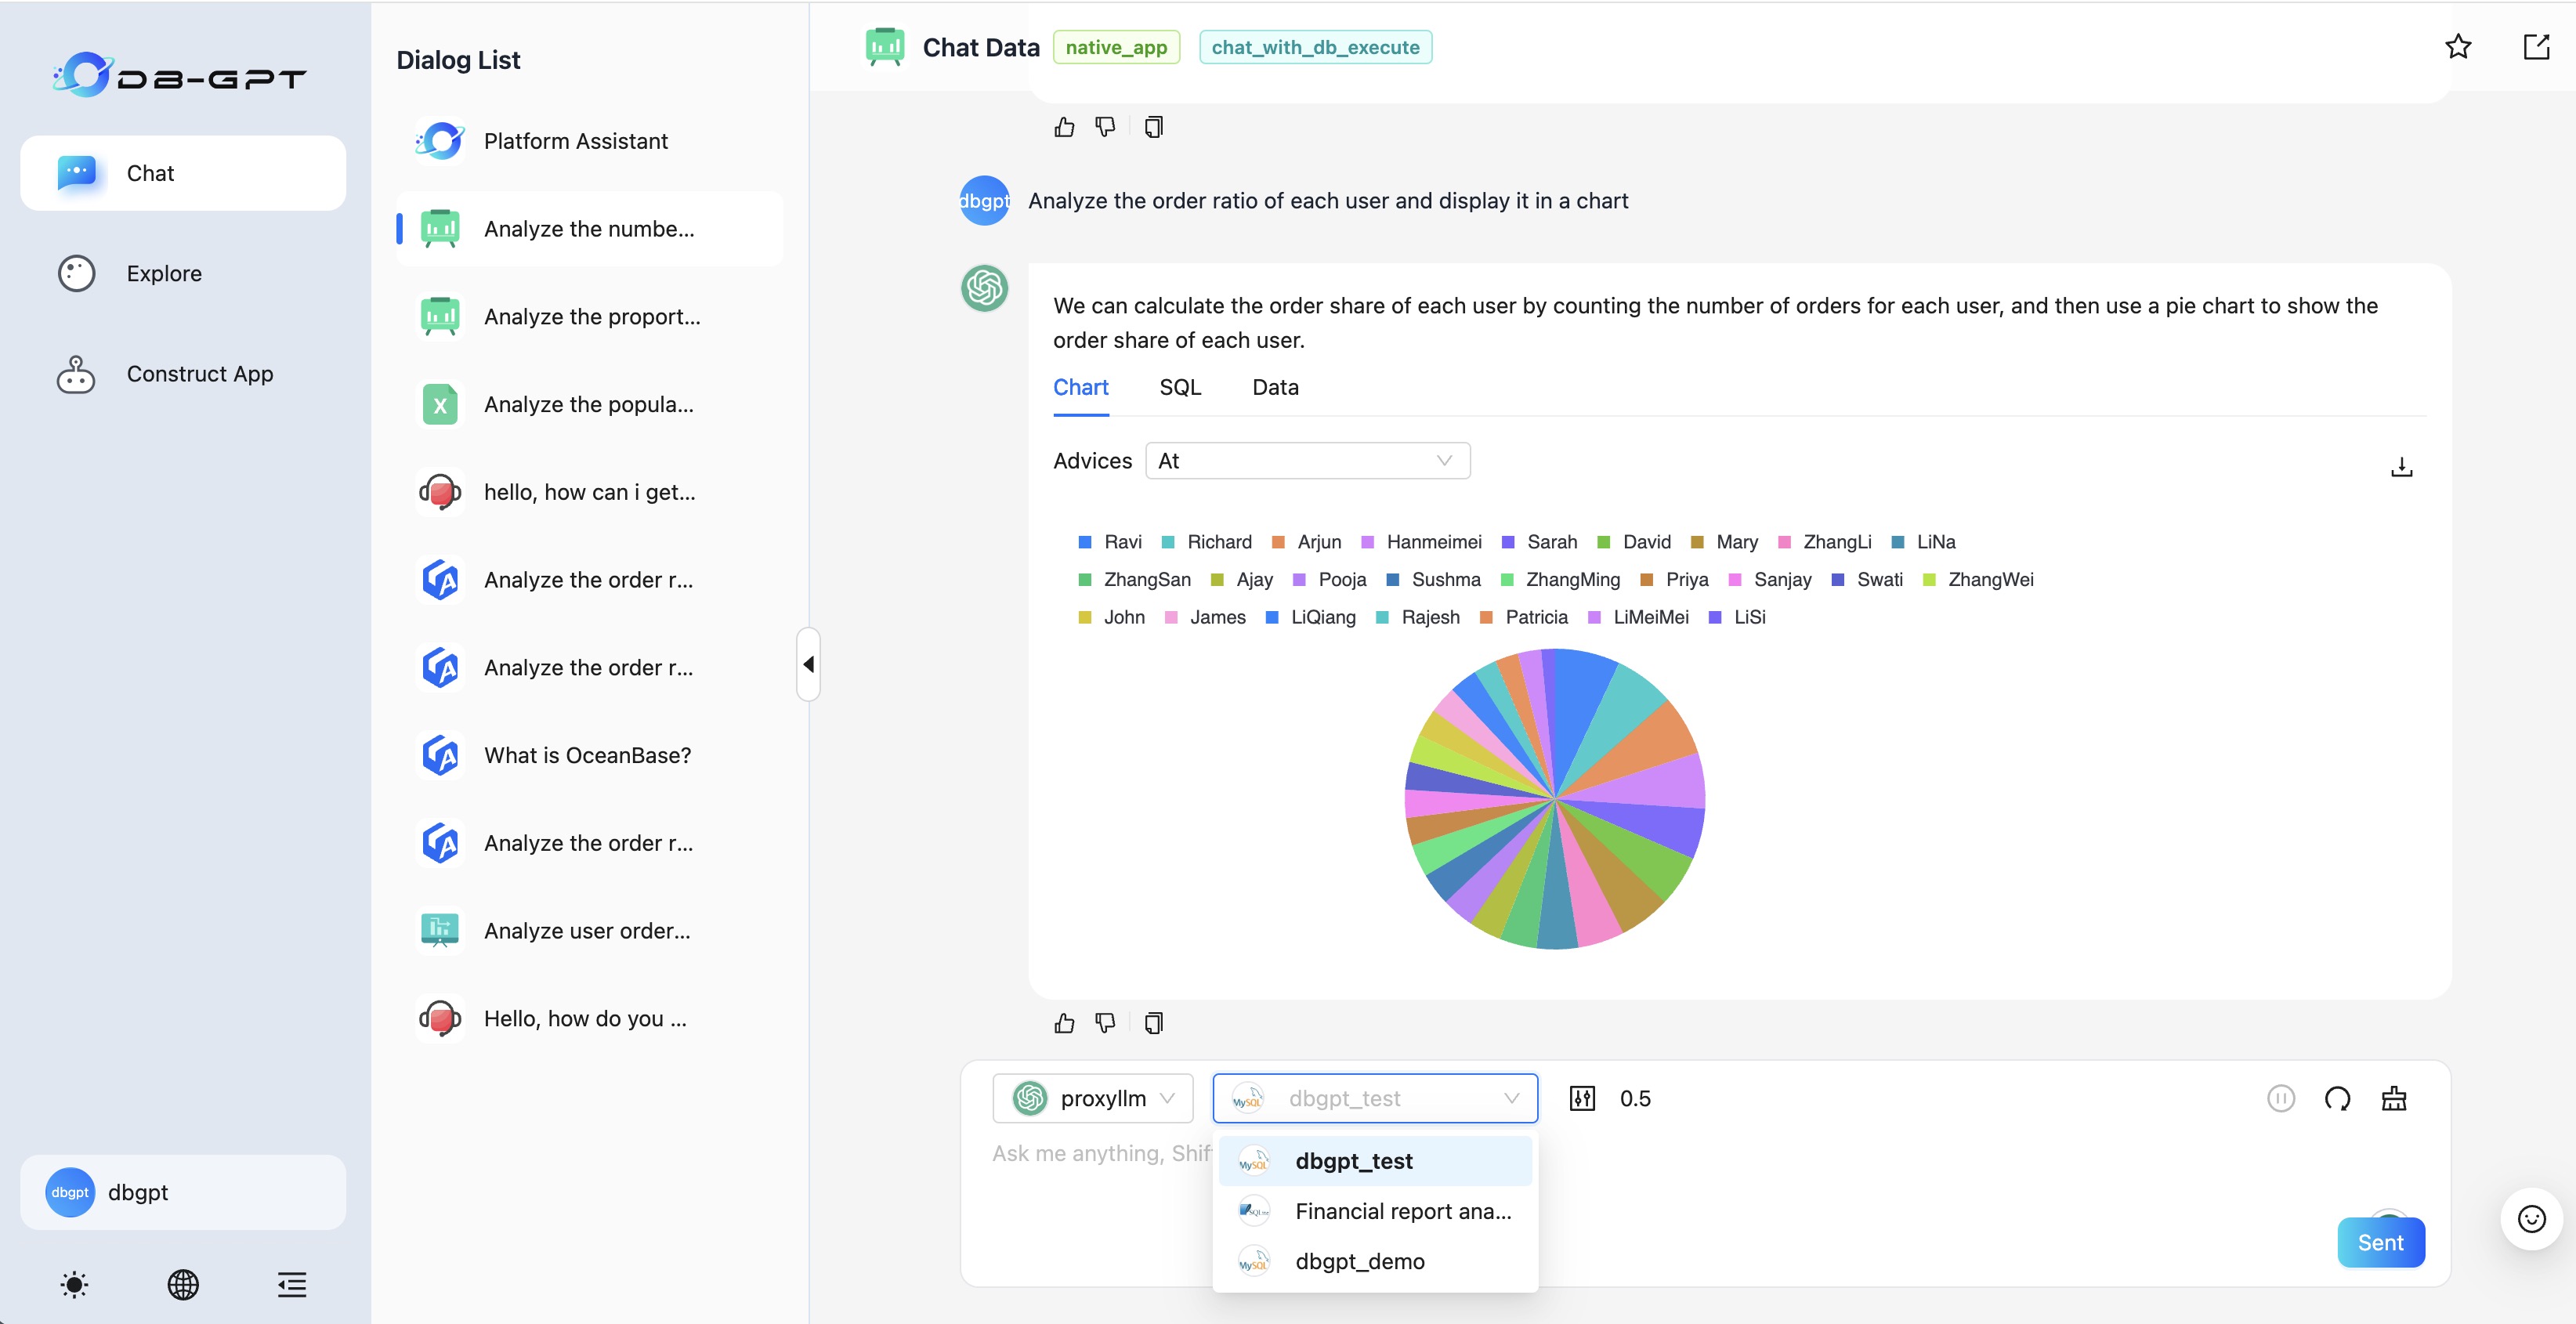 DB-GPT
Chat
Explore
Construct App
dbgpt
dbgpt
Dialog List
Platform Assistant
Analyze the numbe...
Analyze the proport...
X
Analyze the popula...
hello, how can i get...
Analyze the order r...
Analyze the order r...
What is OceanBase?
Analyze the order r...
Analyze user order...
Hello, how do you ...
Chat Data
native_app
chat_with_db_execute
dbgpt
Analyze the order ratio of each user and display it in a chart
We can calculate the order share of each user by counting the number of orders for each user, and then use a pie chart to show the
order share of each user.
Chart SQL Data
Advices At
Ravi Richard Arjun Hanmeimei Sarah David Mary ZhangLi LiNa
ZhangSan Ajay Pooja Sushma ZhangMing Priya Sanjay Swati ZhangWei
John James LiQiang Rajesh Patricia LiMeiMei LiSi
proxyllm MySQL dbgpt_test 0.5
Ask me anything, Shif
MySQL dbgpt_test
SQLite Financial report ana...
MySQL dbgpt_demo
Sent